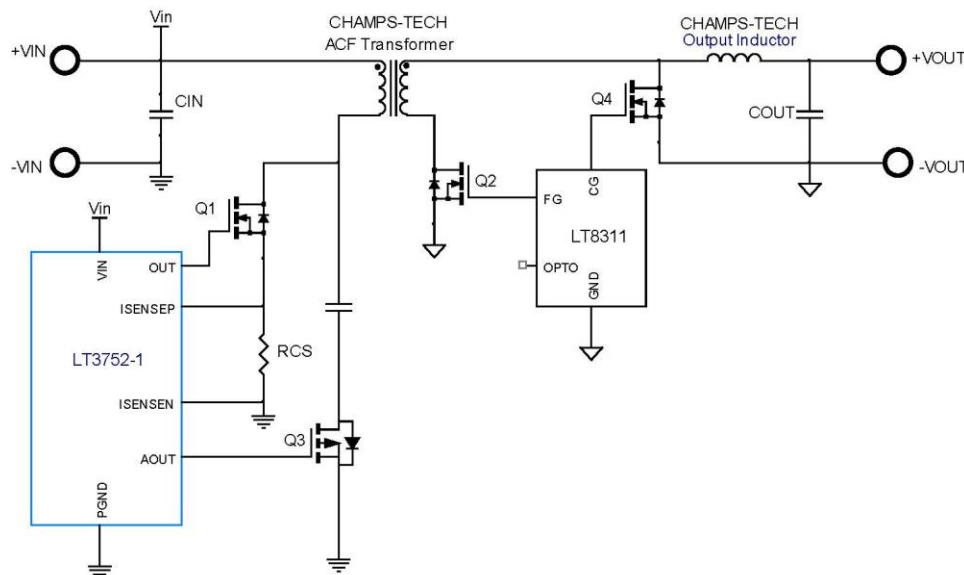 Vin
CHAMPS-TECH
ACF Transformer
CHAMPS-TECH
Output Inductor
+VIN
+VOUT
CIN
Q4
COUT
-VIN
-VOUT
Q2
CG
FG
Vin
Q1
LT8311
VIN
OUT
OPTO
GND
ISENSEP
LT3752-1
RCS
ISENSEN
Q3
AOUT
PGND